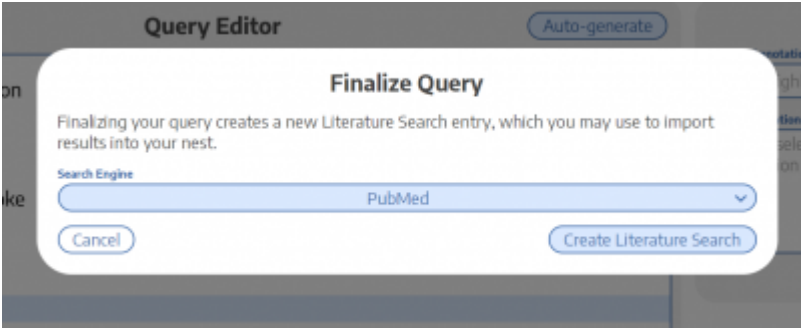 Query Editor
Auto-generate
Finalize Query
Finalizing your query creates a new Literature Search entry, which you may use to import
results into your nest.
Search Engine
PubMed
Cancel
Create Literature Search